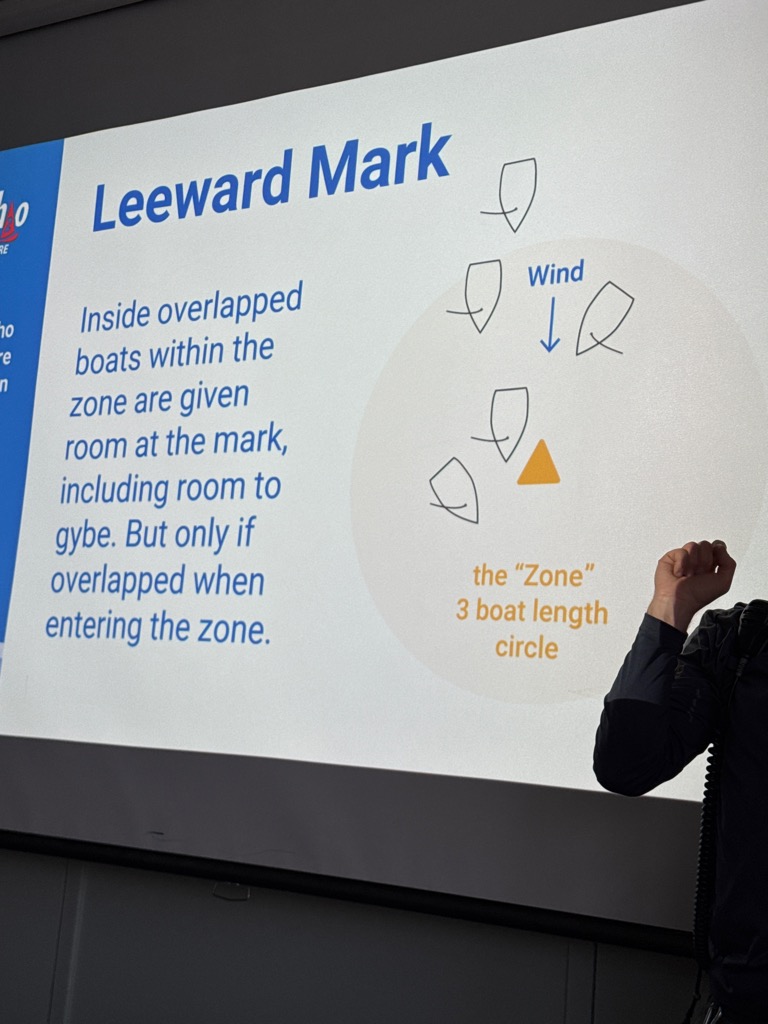 Leeward Mark
Inside overlapped
boats within the
zone are given
room at the mark,
including room to
gybe. But only if
overlapped when
entering the zone.
Wind
the “Zone”
3 boat length
circle